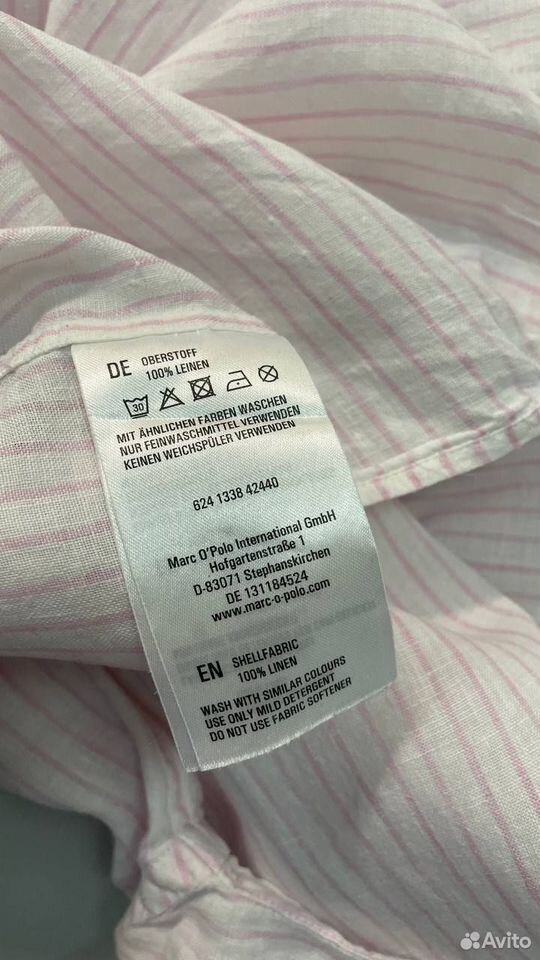 DE OBERSTOFF
100% LEINEN
30
MIT ÄHNLICHEN FARBEN WASCHEN
NUR FEINWASCHMITTEL VERWENDEN
KEINEN WEICHSPÜLER VERWENDEN
624 1338 42440
Marc O'Polo International GmbH
Hofgartenstraße 1
D-83071 Stephanskirchen
DE 131184524
www.marc-o-polo.com
EN SHELLFABRIC
100% LINEN
WASH WITH SIMILAR COLOURS
USE ONLY MILD DETERGENT
DO NOT USE FABRIC SOFTENER
Avito